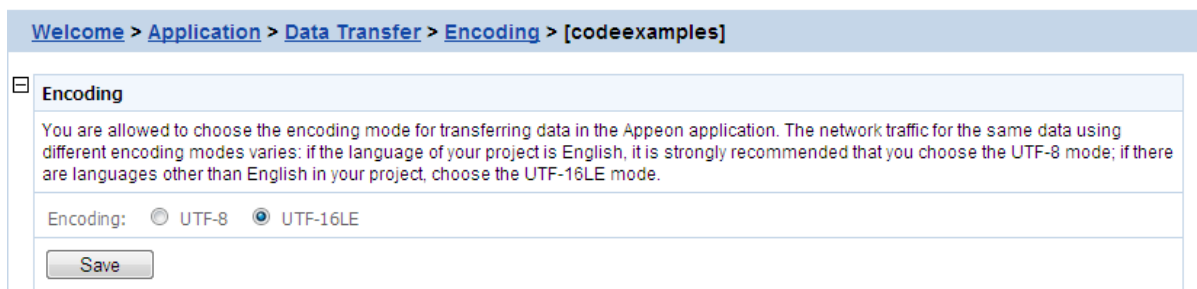 Welcome > Application > Data Transfer > Encoding > [codeexamples]
Encoding
You are allowed to choose the encoding mode for transferring data in the Appeon application. The network traffic for the same data using
different encoding modes varies: if the language of your project is English, it is strongly recommended that you choose the UTF-8 mode; if there
are languages other than English in your project, choose the UTF-16LE mode.
Encoding: UTF-8 UTF-16LE
Save